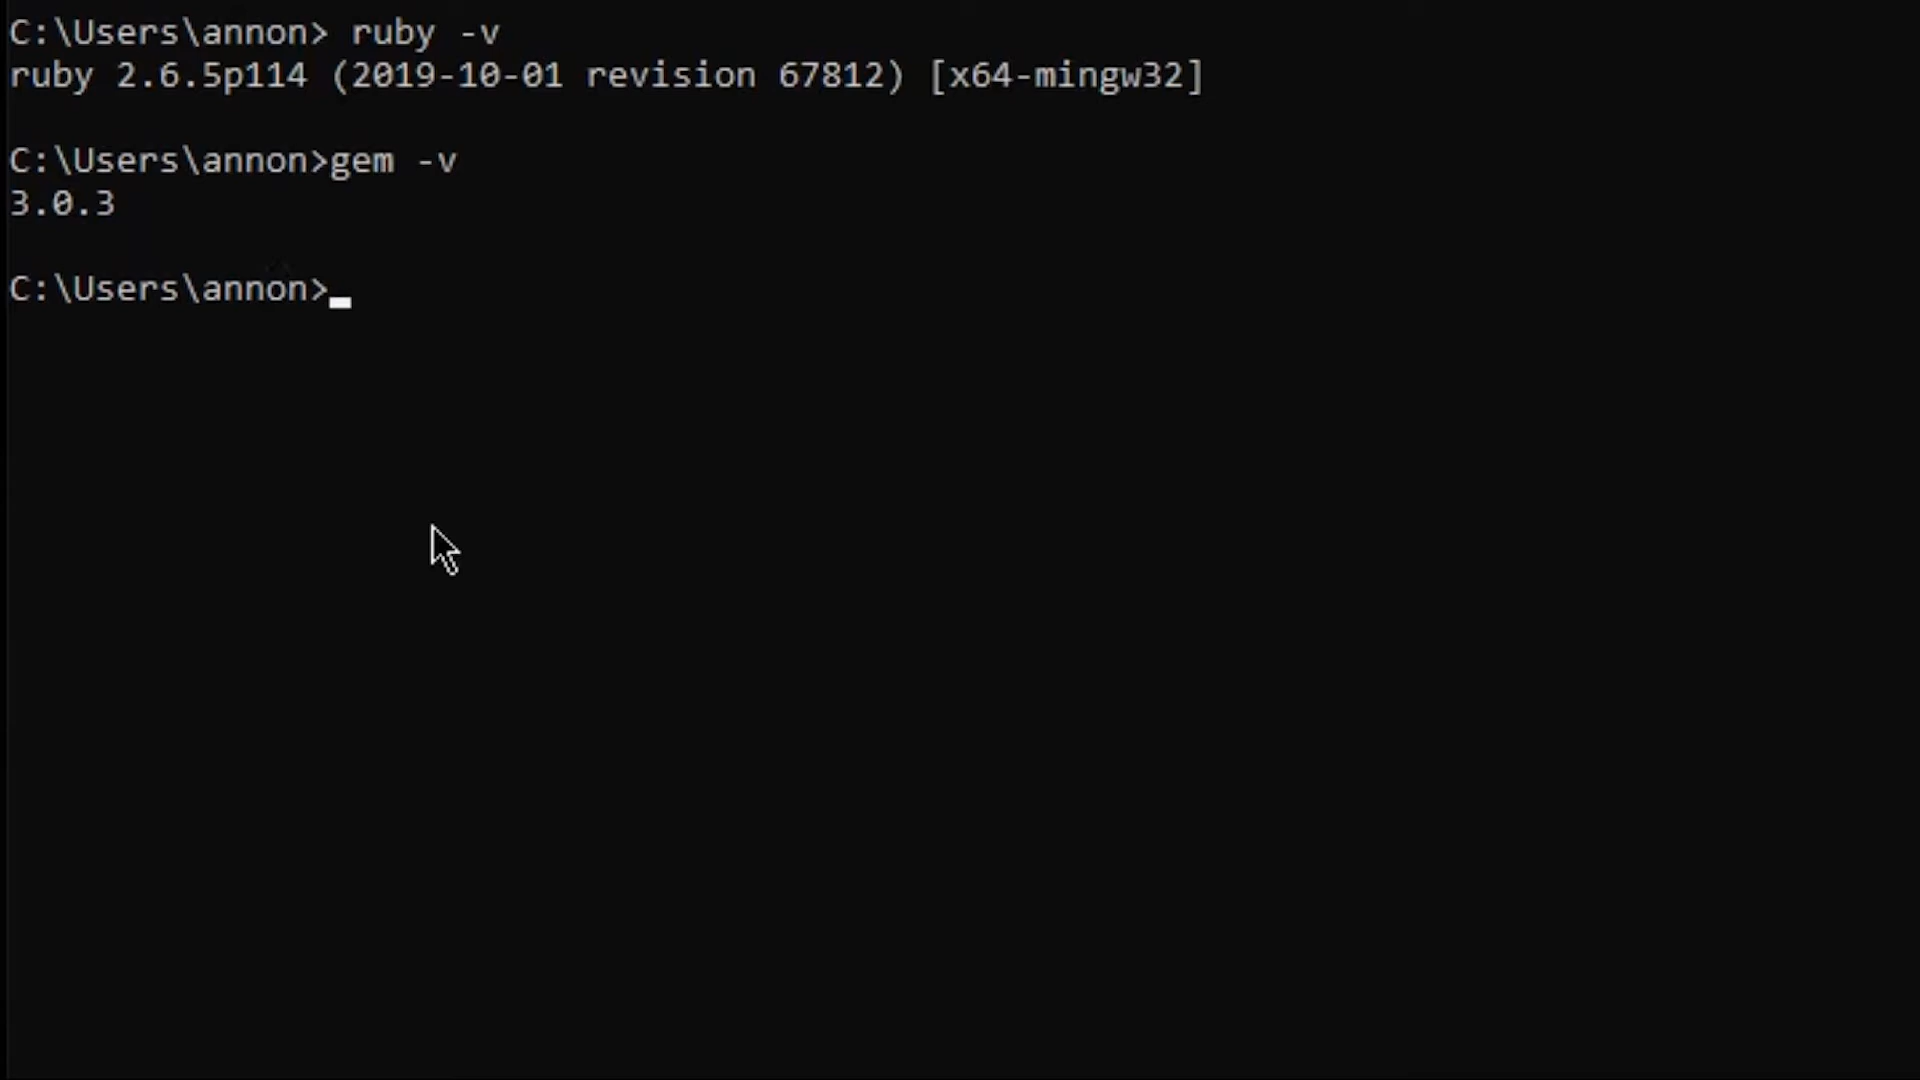 C:\Users\annon> ruby -v
ruby 2.6.5p114 (2019-10-01 revision 67812) [x64-mingw32]
C:\Users\annon>gem -v
3.0.3
C:\Users\annon>